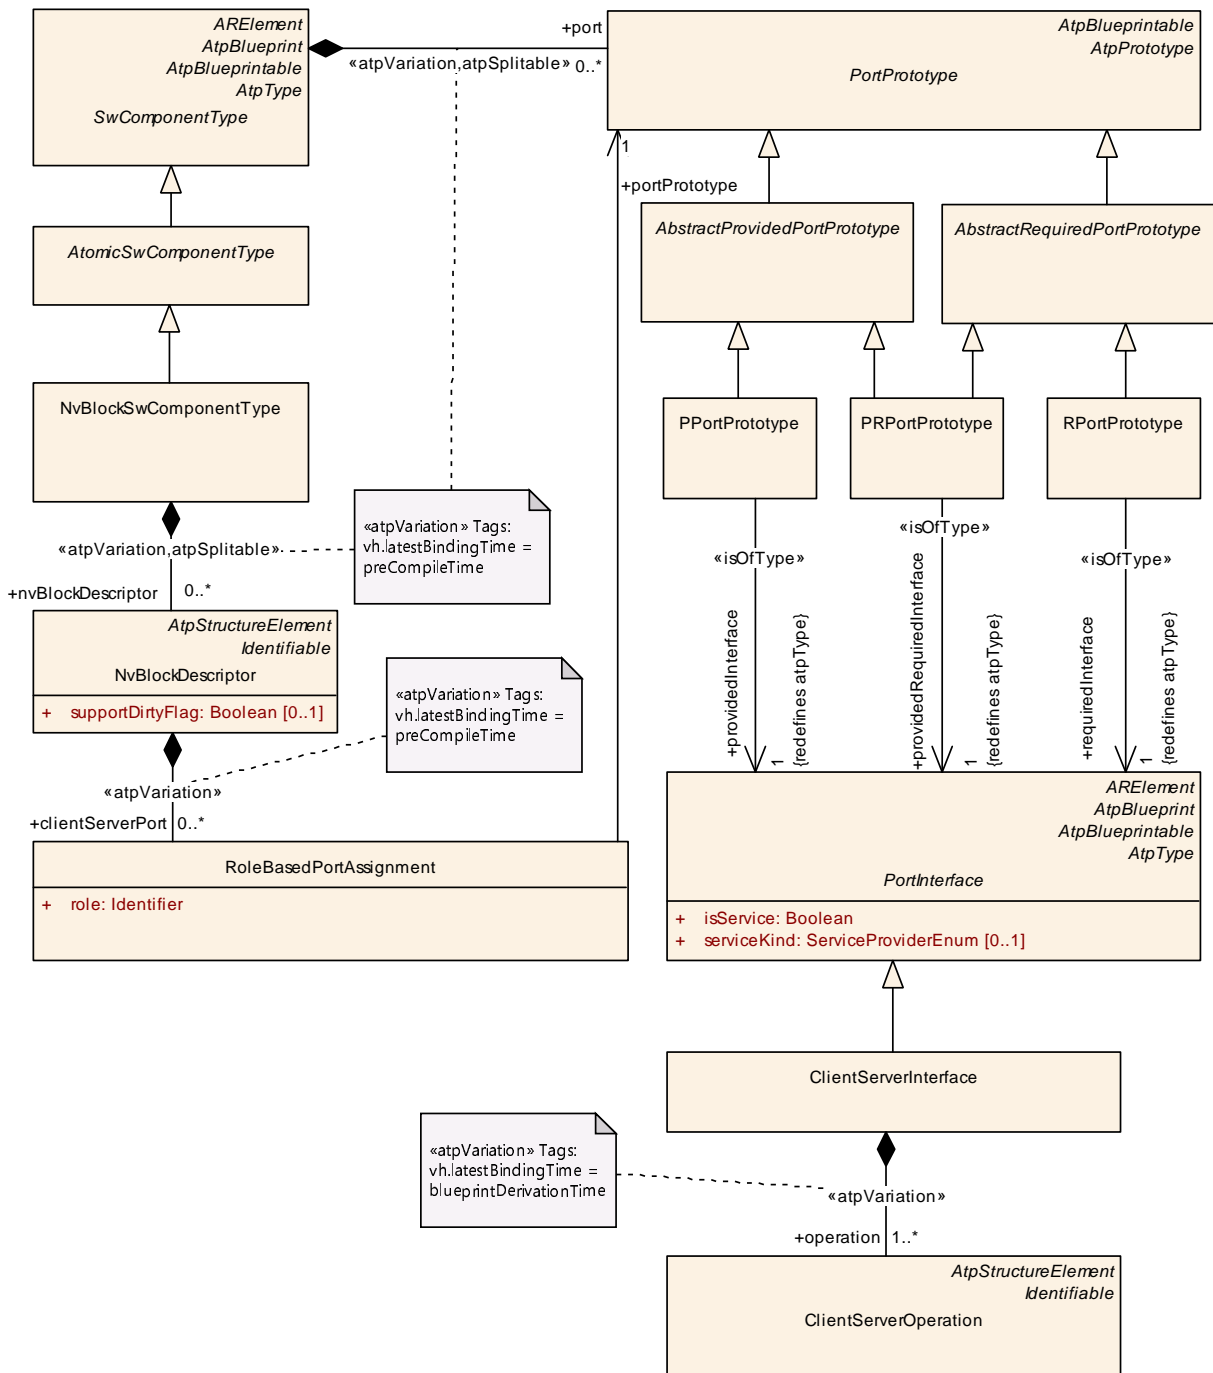 ARElement
AtpBlueprint
AtpBlueprintable
AtpType
SwComponentType
+port
«atpVariation,atpSplitable» 0..*
AtpBlueprintable
AtpPrototype
PortPrototype
1
+portPrototype
AtomicSwComponentType
AbstractProvidedPortPrototype
AbstractRequiredPortPrototype
NvBlockSwComponentType
PPortPrototype
PRPortPrototype
RPortPrototype
«atpVariation» Tags:
vh.latestBindingTime =
preCompileTime
«atpVariation,atpSplitable»
+nvBlockDescriptor 0..*
«isOfType»
«isOfType»
«isOfType»
+providedInterface
1
{redefines atpType}
+providedRequiredInterface
1
{redefines atpType}
+requiredInterface
1
{redefines atpType}
AtpStructureElement
Identifiable
NvBlockDescriptor
+ supportDirtyFlag: Boolean [0..1]
«atpVariation» Tags:
vh.latestBindingTime =
preCompileTime
«atpVariation»
+clientServerPort 0..*
RoleBasedPortAssignment
+ role: Identifier
ARElement
AtpBlueprint
AtpBlueprintable
AtpType
PortInterface
+ isService: Boolean
+ serviceKind: ServiceProviderEnum [0..1]
ClientServerInterface
«atpVariation» Tags:
vh.latestBindingTime =
blueprintDerivationTime
«atpVariation»
+operation 1..*
AtpStructureElement
Identifiable
ClientServerOperation